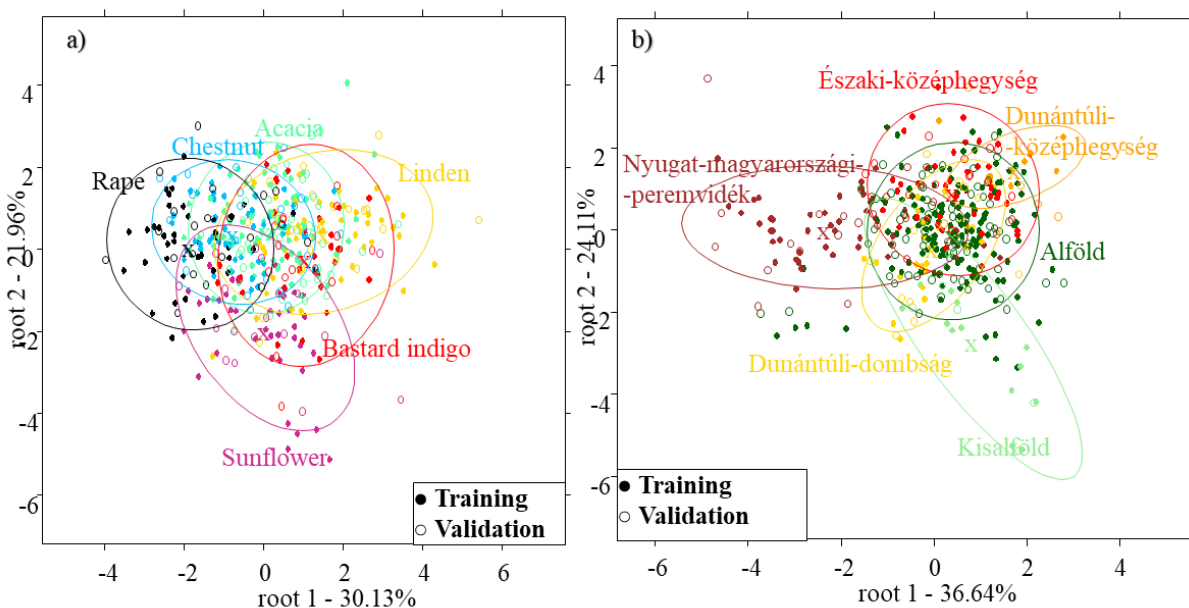 a)
Acacia
Chestnut
Rape
Linden
Bastard indigo
Sunflower
x
x
x
● Training
○ Validation
4
2
0
-2
-4
-6
root 2 - 21.96%
-4 -2 0 2 4 6
root 1 - 30.13%
b)
Északi-középhegység
Dunántúli-
-középhegység
Nyugat-magyarországi-
-peremvidék
x
x
x
Alföld
Dunántúli-dombság
Kisalföld
● Training
○ Validation
4
2
0
-2
-4
-6
root 2 - 24.11%
-6 -4 -2 0 2 4
root 1 - 36.64%